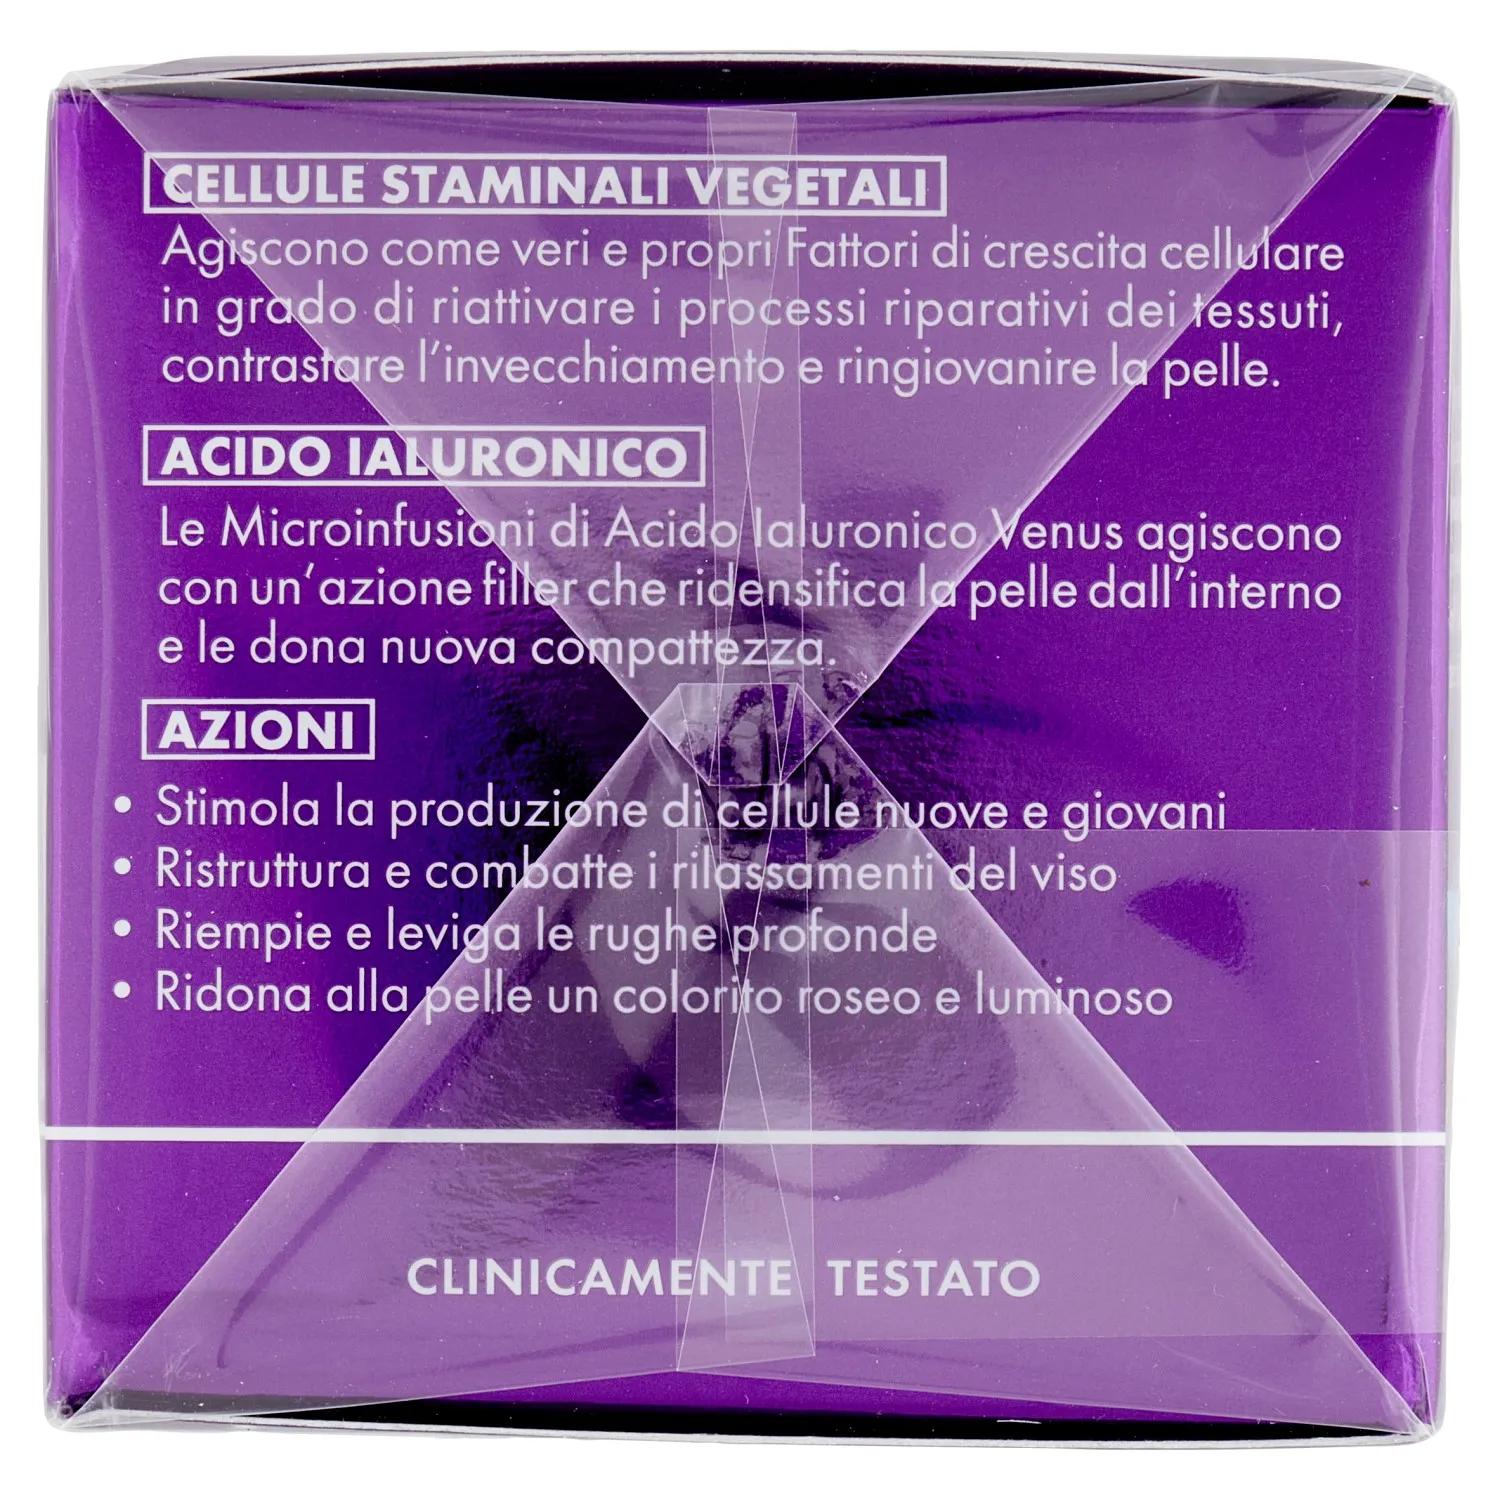 CELLULE STAMINALI VEGETALI
Agiscono come veri e propri Fattori di crescita cellulare
in grado di riattivare i processi riparativi dei tessuti,
contrastare l'invecchiamento e ringiovanire la pelle.
ACIDO IALURONICO
Le Microinfusioni di Acido Ialuronico Venus agiscono
con un'azione filler che ridensifica la pelle dall'interno
e le dona nuova compattezza.
AZIONI
• Stimola la produzione di cellule nuove e giovani
• Ristruttura e combatte i rilassamenti del viso
• Riempie e leviga le rughe profonde
• Ridona alla pelle un colorito roseo e luminoso
CLINICAMENTE TESTATO